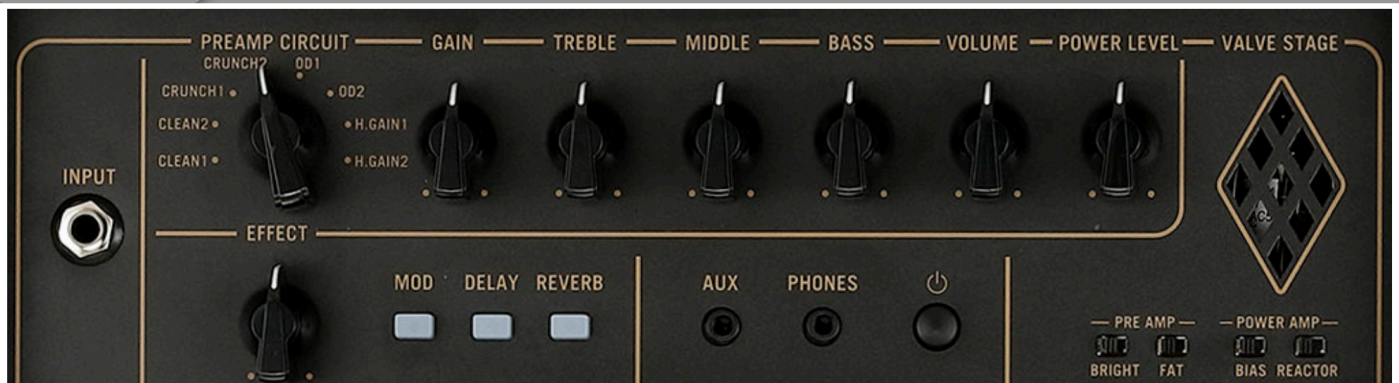 PREAMP CIRCUIT GAIN TREBLE MIDDLE BASS VOLUME POWER LEVEL VALVE STAGE
CRUNCH2 OD1
CRUNCH1 OD2
CLEAN2 H.GAIN1
CLEAN1 H.GAIN2
INPUT
EFFECT
MOD DELAY REVERB AUX PHONES
PRE AMP POWER AMP
BRIGHT FAT BIAS REACTOR